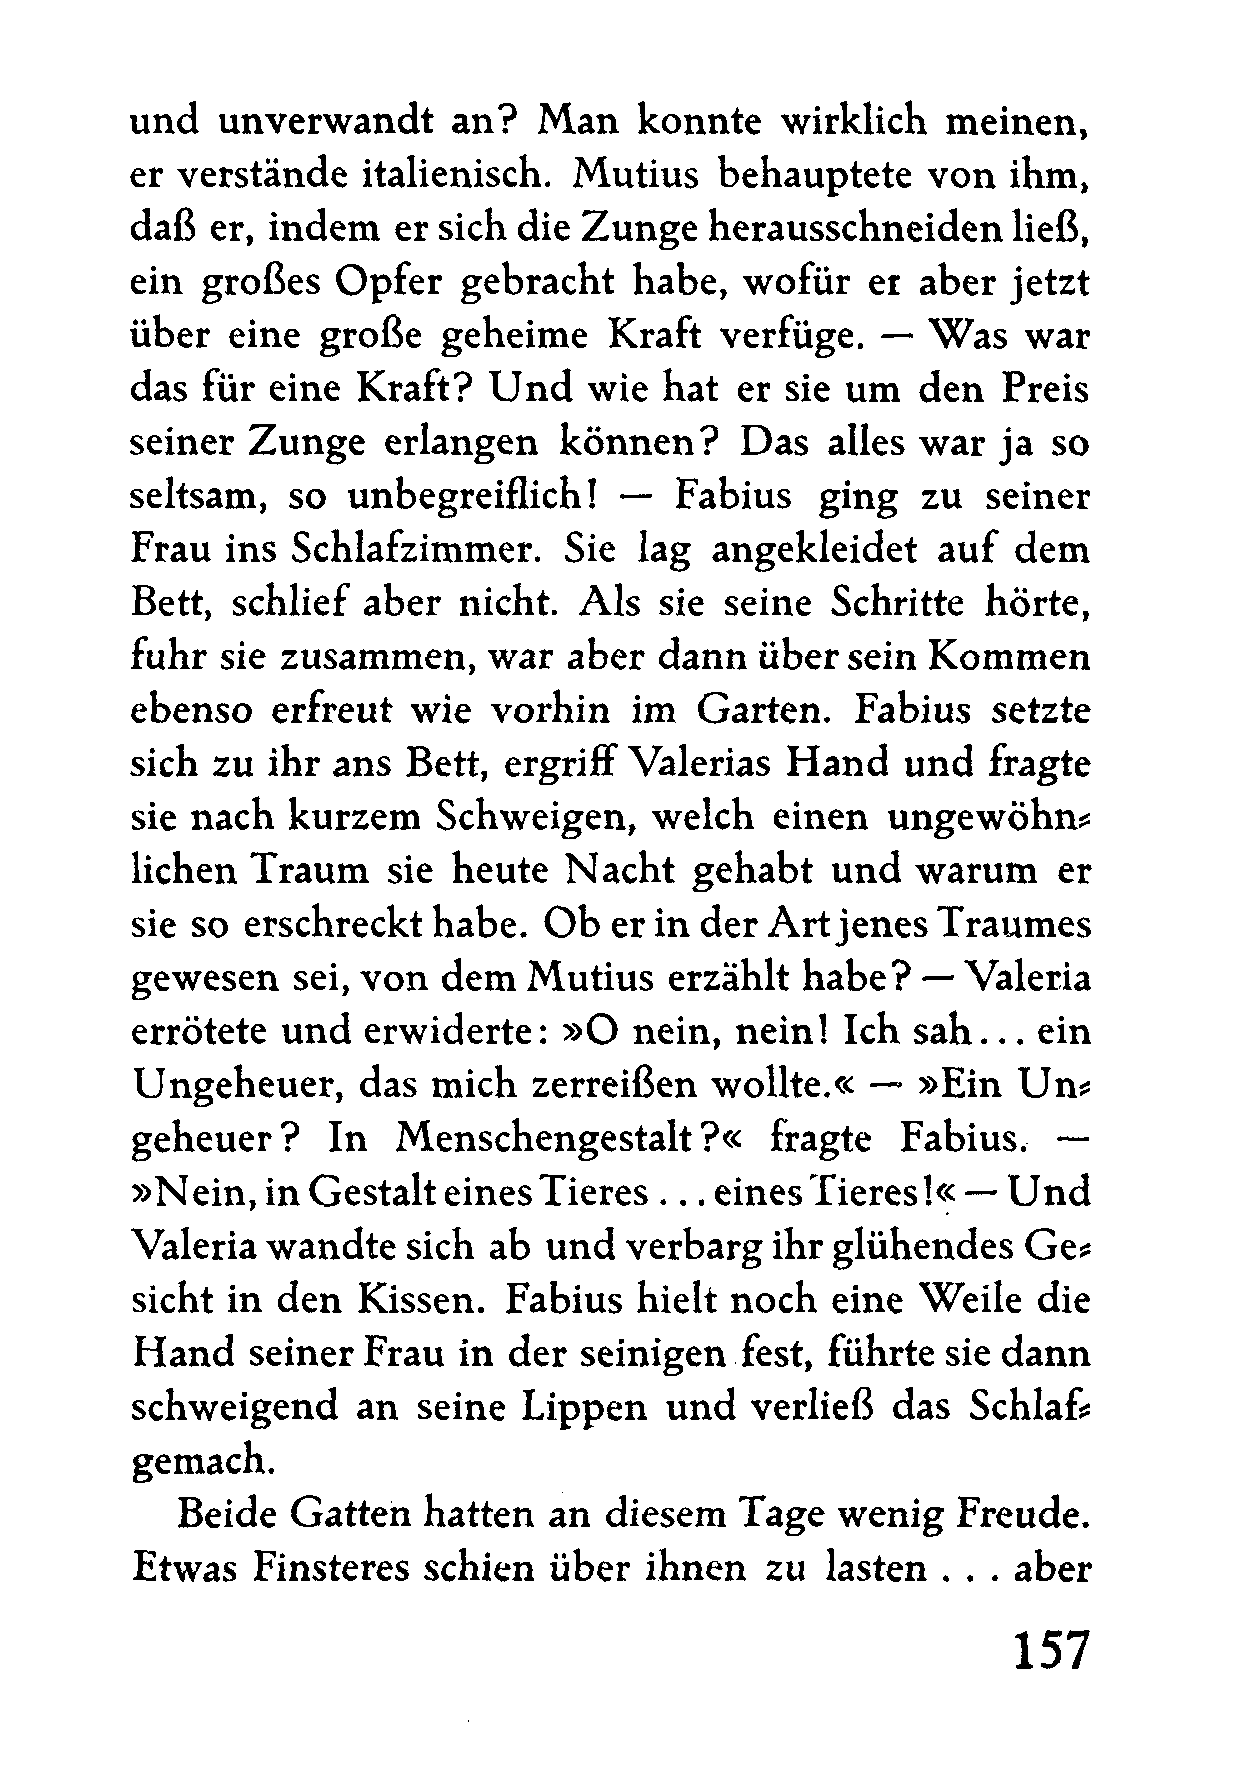 und unverwandt an? Man konnte wirklich meinen,
er verstände italienisch. Mutius behauptete von ihm,
daß er, indem er sich die Zunge herausschneiden ließ,
ein großes Opfer gebracht habe, wofür er aber jetzt
über eine große geheime Kraft verfüge. — Was war
das für eine Kraft? Und wie hat er sie um den Preis
seiner Zunge erlangen können? Das alles war ja so
seltsam, so unbegreiflich! — Fabius ging zu seiner
Frau ins Schlafzimmer. Sie lag angekleidet auf dem
Bett, schlief aber nicht. Als sie seine Schritte hörte,
fuhr sie zusammen, war aber dann über sein Kommen
ebenso erfreut wie vorhin im Garten. Fabius setzte
sich zu ihr ans Bett, ergriff Valerias Hand und fragte
sie nach kurzem Schweigen, welch einen ungewöhn⸗
lichen Traum sie heute Nacht gehabt und warum er
sie so erschreckt habe. Ob er in der Art jenes Traumes
gewesen sei, von dem Mutius erzählt habe? — Valeria
errötete und erwiderte: »O nein, nein! Ich sah... ein
Ungeheuer, das mich zerreißen wollte.« — »Ein Un⸗
geheuer? In Menschengestalt?« fragte Fabius. —
»Nein, in Gestalt eines Tieres ... eines Tieres!« — Und
Valeria wandte sich ab und verbarg ihr glühendes Ge⸗
sicht in den Kissen. Fabius hielt noch eine Weile die
Hand seiner Frau in der seinigen fest, führte sie dann
schweigend an seine Lippen und verließ das Schlaf⸗
gemach.
Beide Gatten hatten an diesem Tage wenig Freude.
Etwas Finsteres schien über ihnen zu lasten . . . aber
157